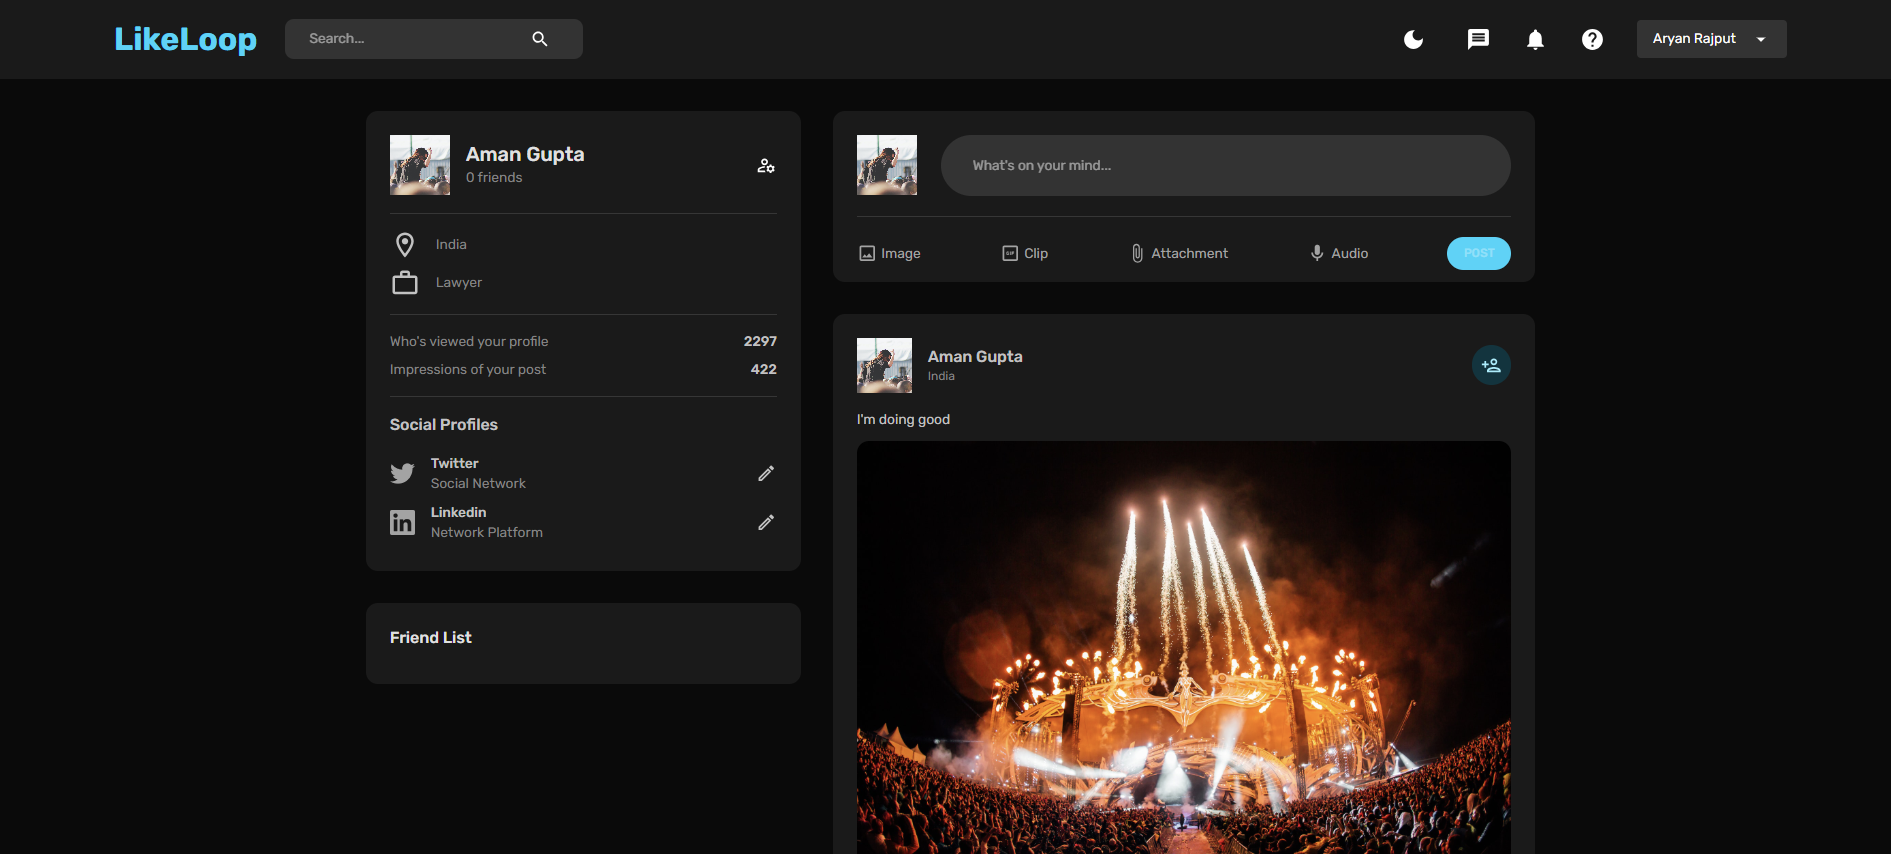 LikeLoop
Search...
Aryan Rajput
Aman Gupta
0 friends
India
Lawyer
Who's viewed your profile 2297
Impressions of your post 422
Social Profiles
Twitter
Social Network
Linkedin
Network Platform
Friend List
What's on your mind...
Image
GIF Clip
Attachment
Audio
POST
Aman Gupta
India
I'm doing good